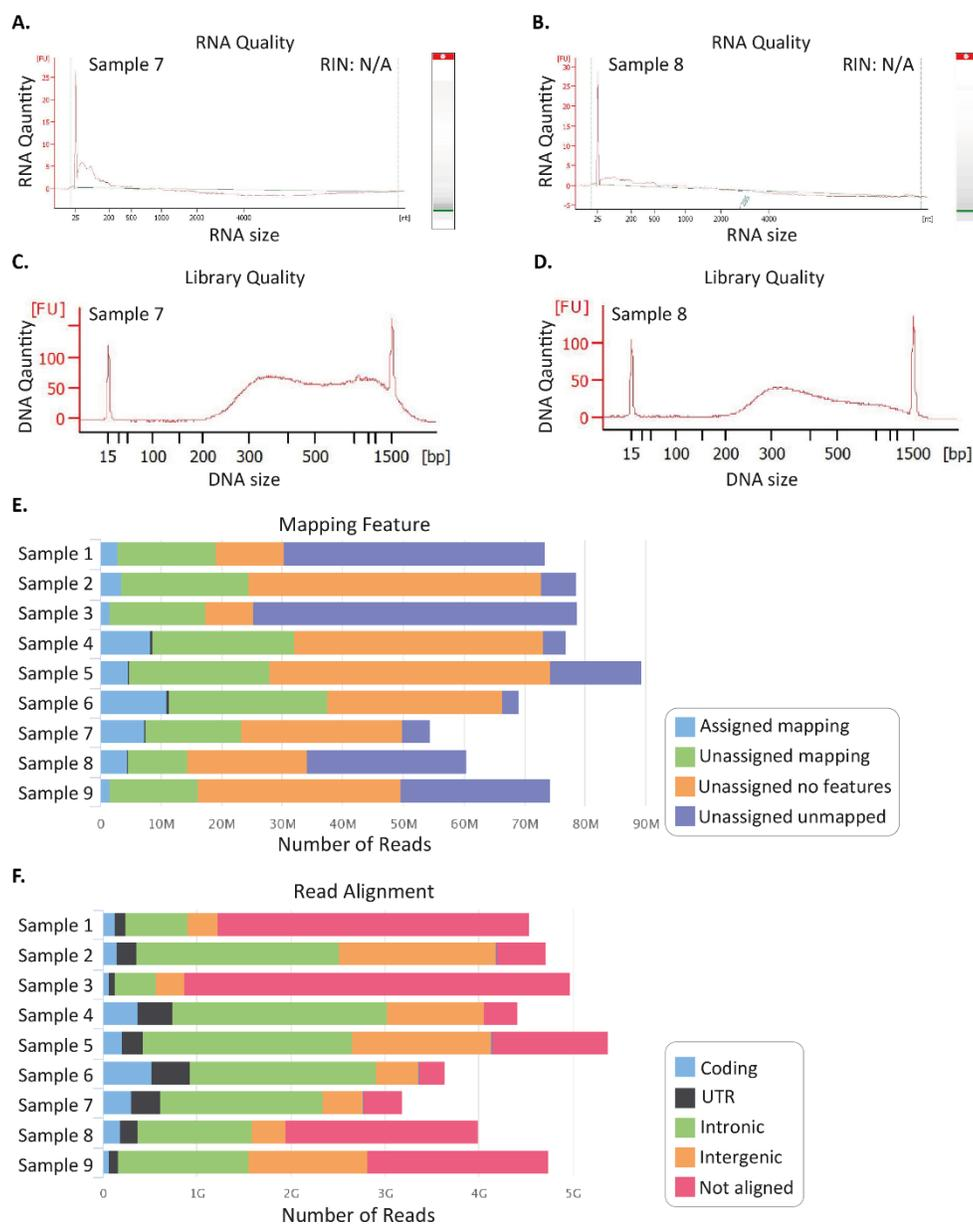 A.
RNA Quality
[FU]
Sample 7
RIN: N/A
25
20
15
10
5
0
RNA Qauntity
25 200 500 1000 2000 4000 [nt]
RNA size
B.
RNA Quality
[FU]
Sample 8
RIN: N/A
30
25
20
15
10
5
0
-5
RNA Qauntity
25 200 500 1000 2000 4000 [nt]
RNA size
C.
Library Quality
[FU]
Sample 7
100
50
0
DNA Qauntity
15 100 200 300 500 1500 [bp]
DNA size
D.
Library Quality
[FU]
Sample 8
100
50
0
DNA Qauntity
15 100 200 300 500 1500 [bp]
DNA size
E.
Mapping Feature
Sample 1
Sample 2
Sample 3
Sample 4
Sample 5
Sample 6
Sample 7
Sample 8
Sample 9
0 10M 20M 30M 40M 50M 60M 70M 80M 90M
Number of Reads
Assigned mapping
Unassigned mapping
Unassigned no features
Unassigned unmapped
F.
Read Alignment
Sample 1
Sample 2
Sample 3
Sample 4
Sample 5
Sample 6
Sample 7
Sample 8
Sample 9
0 1G 2G 3G 4G 5G
Number of Reads
Coding
UTR
Intronic
Intergenic
Not aligned